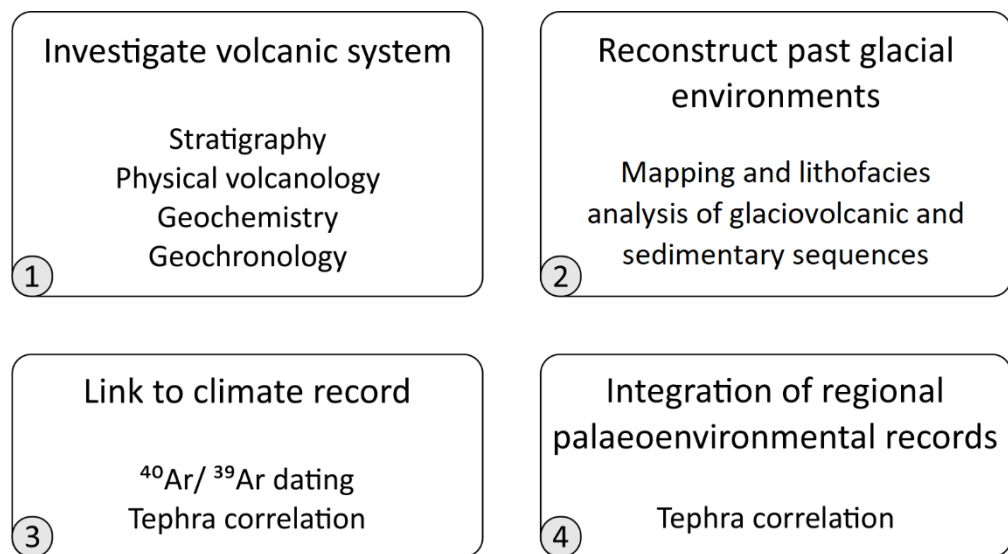 Investigate volcanic system
Stratigraphy
Physical volcanology
Geochemistry
Geochronology
1
Reconstruct past glacial
environments
Mapping and lithofacies
analysis of glaciovolcanic and
sedimentary sequences
2
Link to climate record
⁴⁰Ar/ ³⁹Ar dating
Tephra correlation
3
Integration of regional
palaeoenvironmental records
Tephra correlation
4